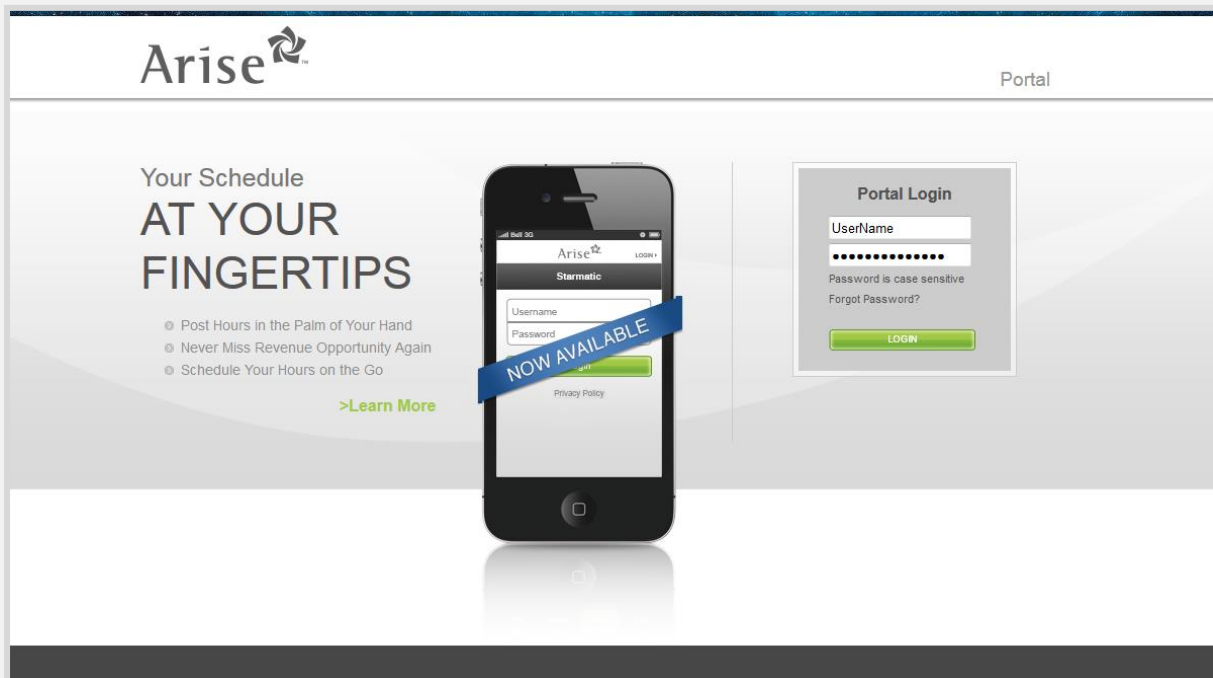 Arise™
Portal
Your Schedule
AT YOUR
FINGERTIPS
Post Hours in the Palm of Your Hand
Never Miss Revenue Opportunity Again
Schedule Your Hours on the Go
>Learn More
Bell 3G
Arise
LOGIN
Starmatic
Username
Password
NOW AVAILABLE
Privacy Policy
Portal Login
UserName
Password is case sensitive
Forgot Password?
LOGIN